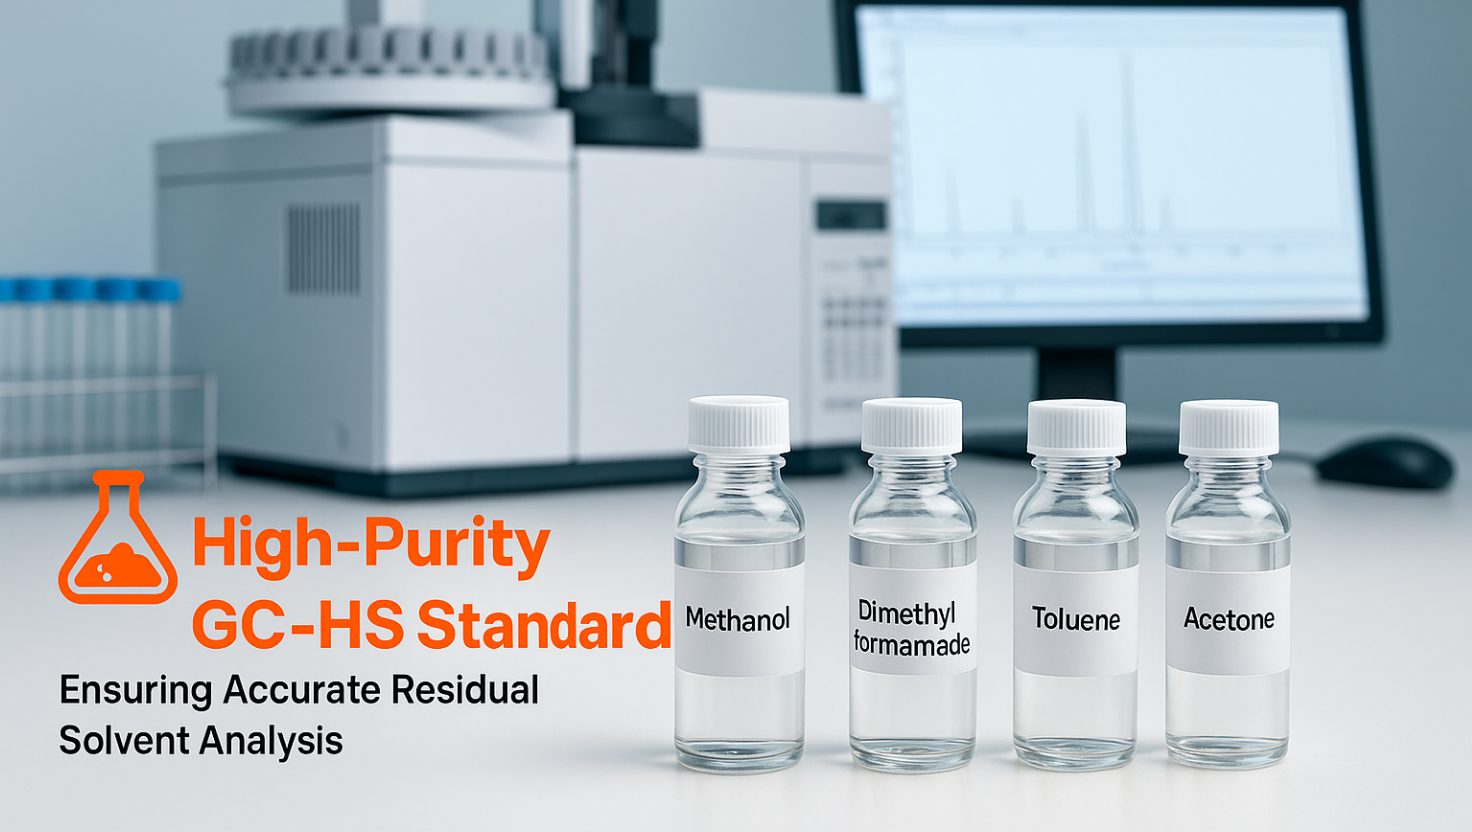 High-Purity
GC-HS Standard
Ensuring Accurate Residual
Solvent Analysis
Methanol
Dimethyl
formamade
Toluene
Acetone